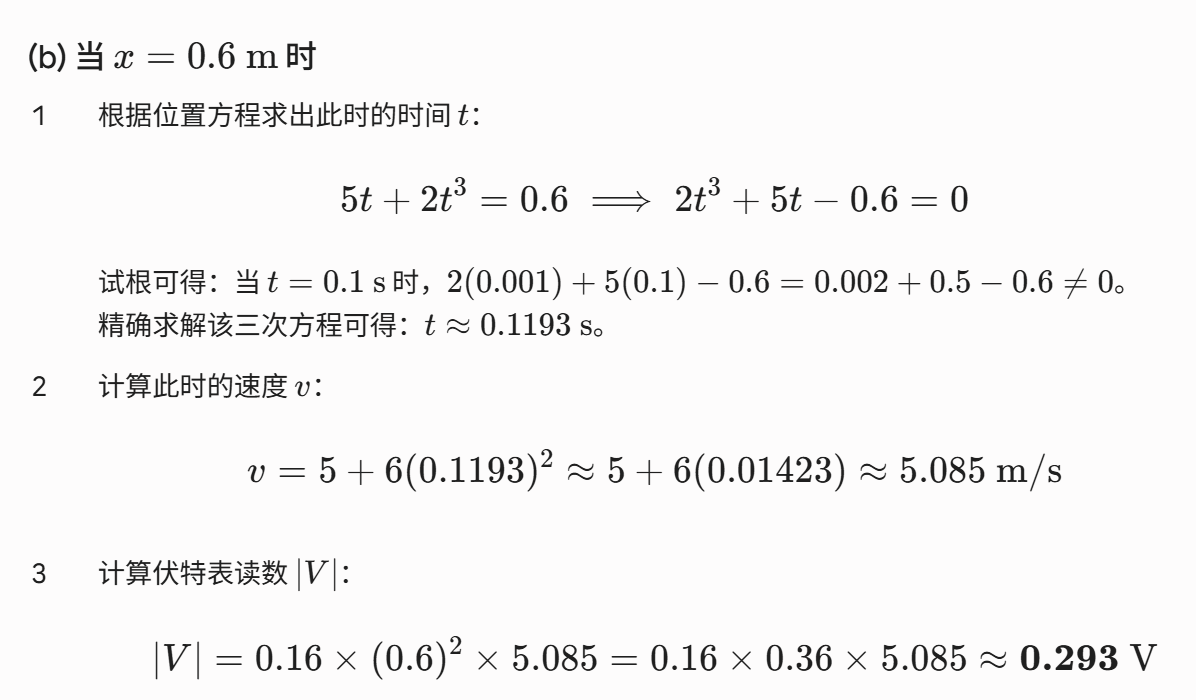 (b) 当 x = 0.6 m 时
1 根据位置方程求出此时的时间 t：
5t + 2t³ = 0.6 ⟹ 2t³ + 5t − 0.6 = 0
试根可得：当 t = 0.1 s 时，2(0.001) + 5(0.1) − 0.6 = 0.002 + 0.5 − 0.6 ≠ 0。
精确求解该三次方程可得：t ≈ 0.1193 s。
2 计算此时的速度 v：
v = 5 + 6(0.1193)² ≈ 5 + 6(0.01423) ≈ 5.085 m/s
3 计算伏特表读数 |V|：
|V| = 0.16 × (0.6)² × 5.085 = 0.16 × 0.36 × 5.085 ≈ 0.293 V